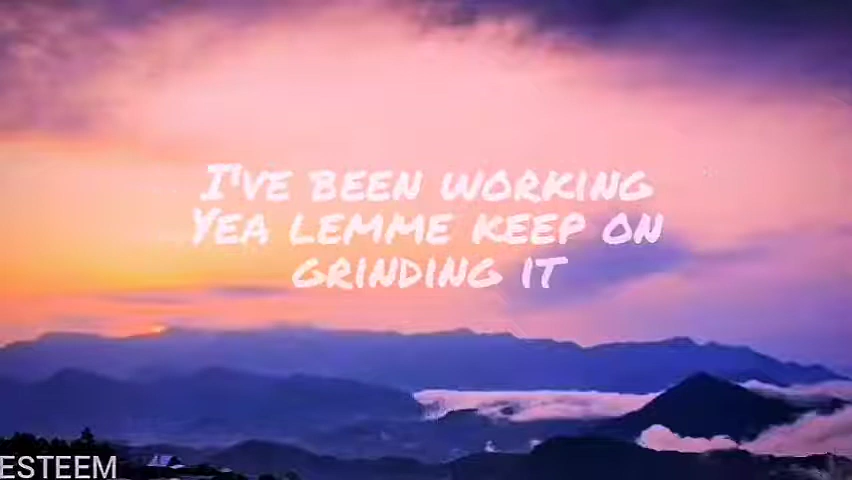 I'VE BEEN WORKING
YEA LEMME KEEP ON
GRINDING IT
ESTEEM